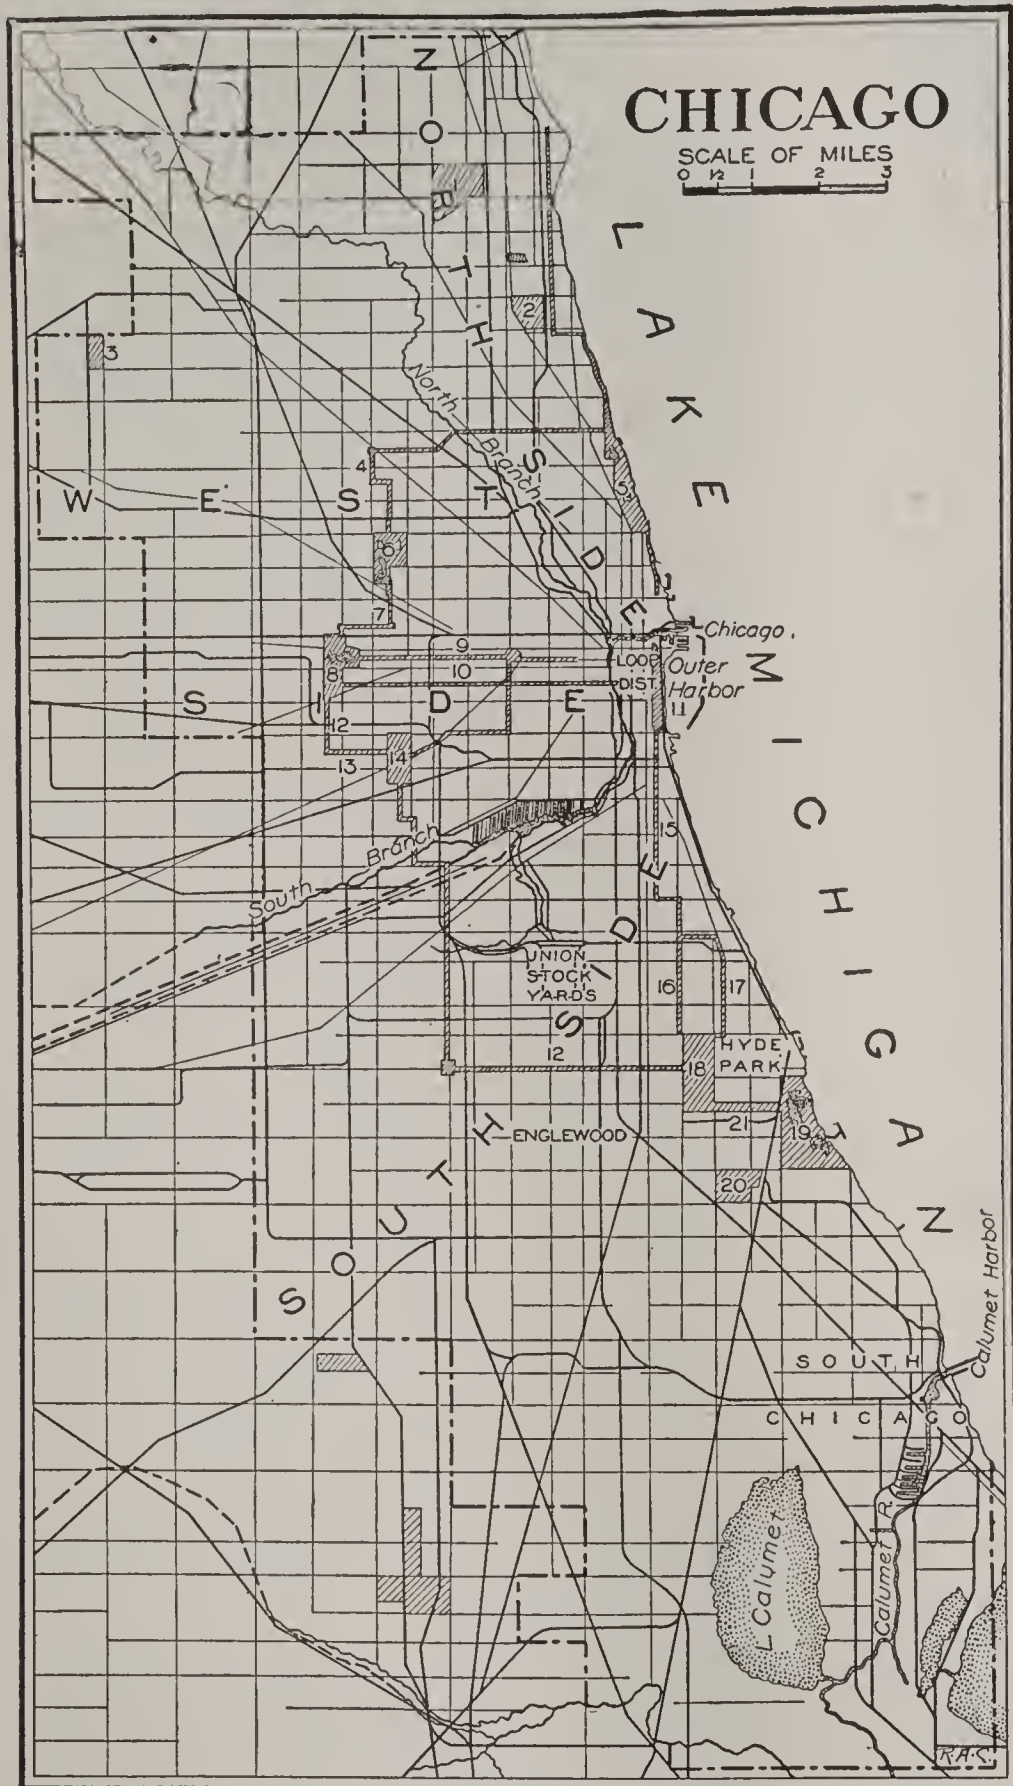 CHICAGO
SCALE OF MILES
0 ½ 1 2 3
LAKE MICHIGAN
NORTH SIDE
2
3
North Branch
4
5
WEST SIDE
6
7
Chicago
Outer
Harbor
LOOP
DIST.
9
10
8
11
12
13
14
15
South Branch
UNION
STOCK
YARDS
16
17
SOUTH SIDE
12
HYDE
PARK
18
ENGLEWOOD
21
19
20
Calumet Harbor
SOUTH
CHICAGO
L. Calumet
Calumet R.
R.A.C.